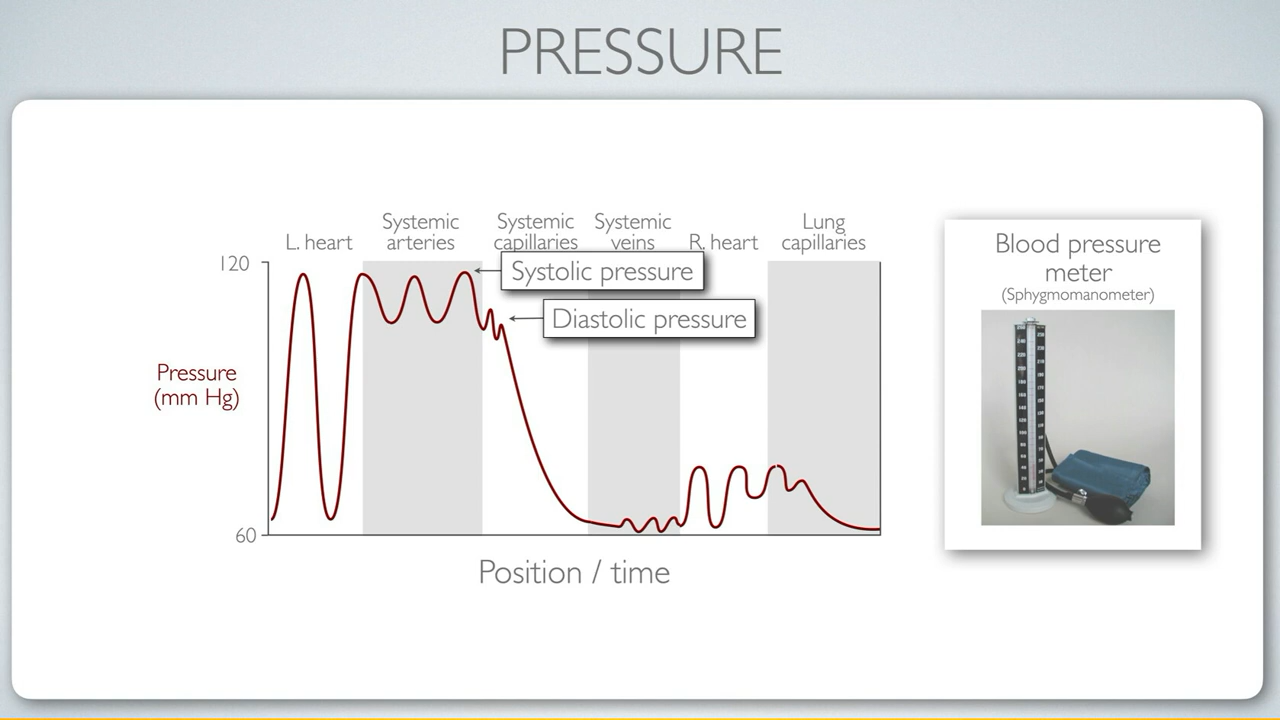 PRESSURE
L. heart
Systemic
arteries
Systemic
capillaries
Systemic
veins
R. heart
Lung
capillaries
120
Systolic pressure
Diastolic pressure
Pressure
(mm Hg)
60
Position / time
Blood pressure
meter
(Sphygmomanometer)